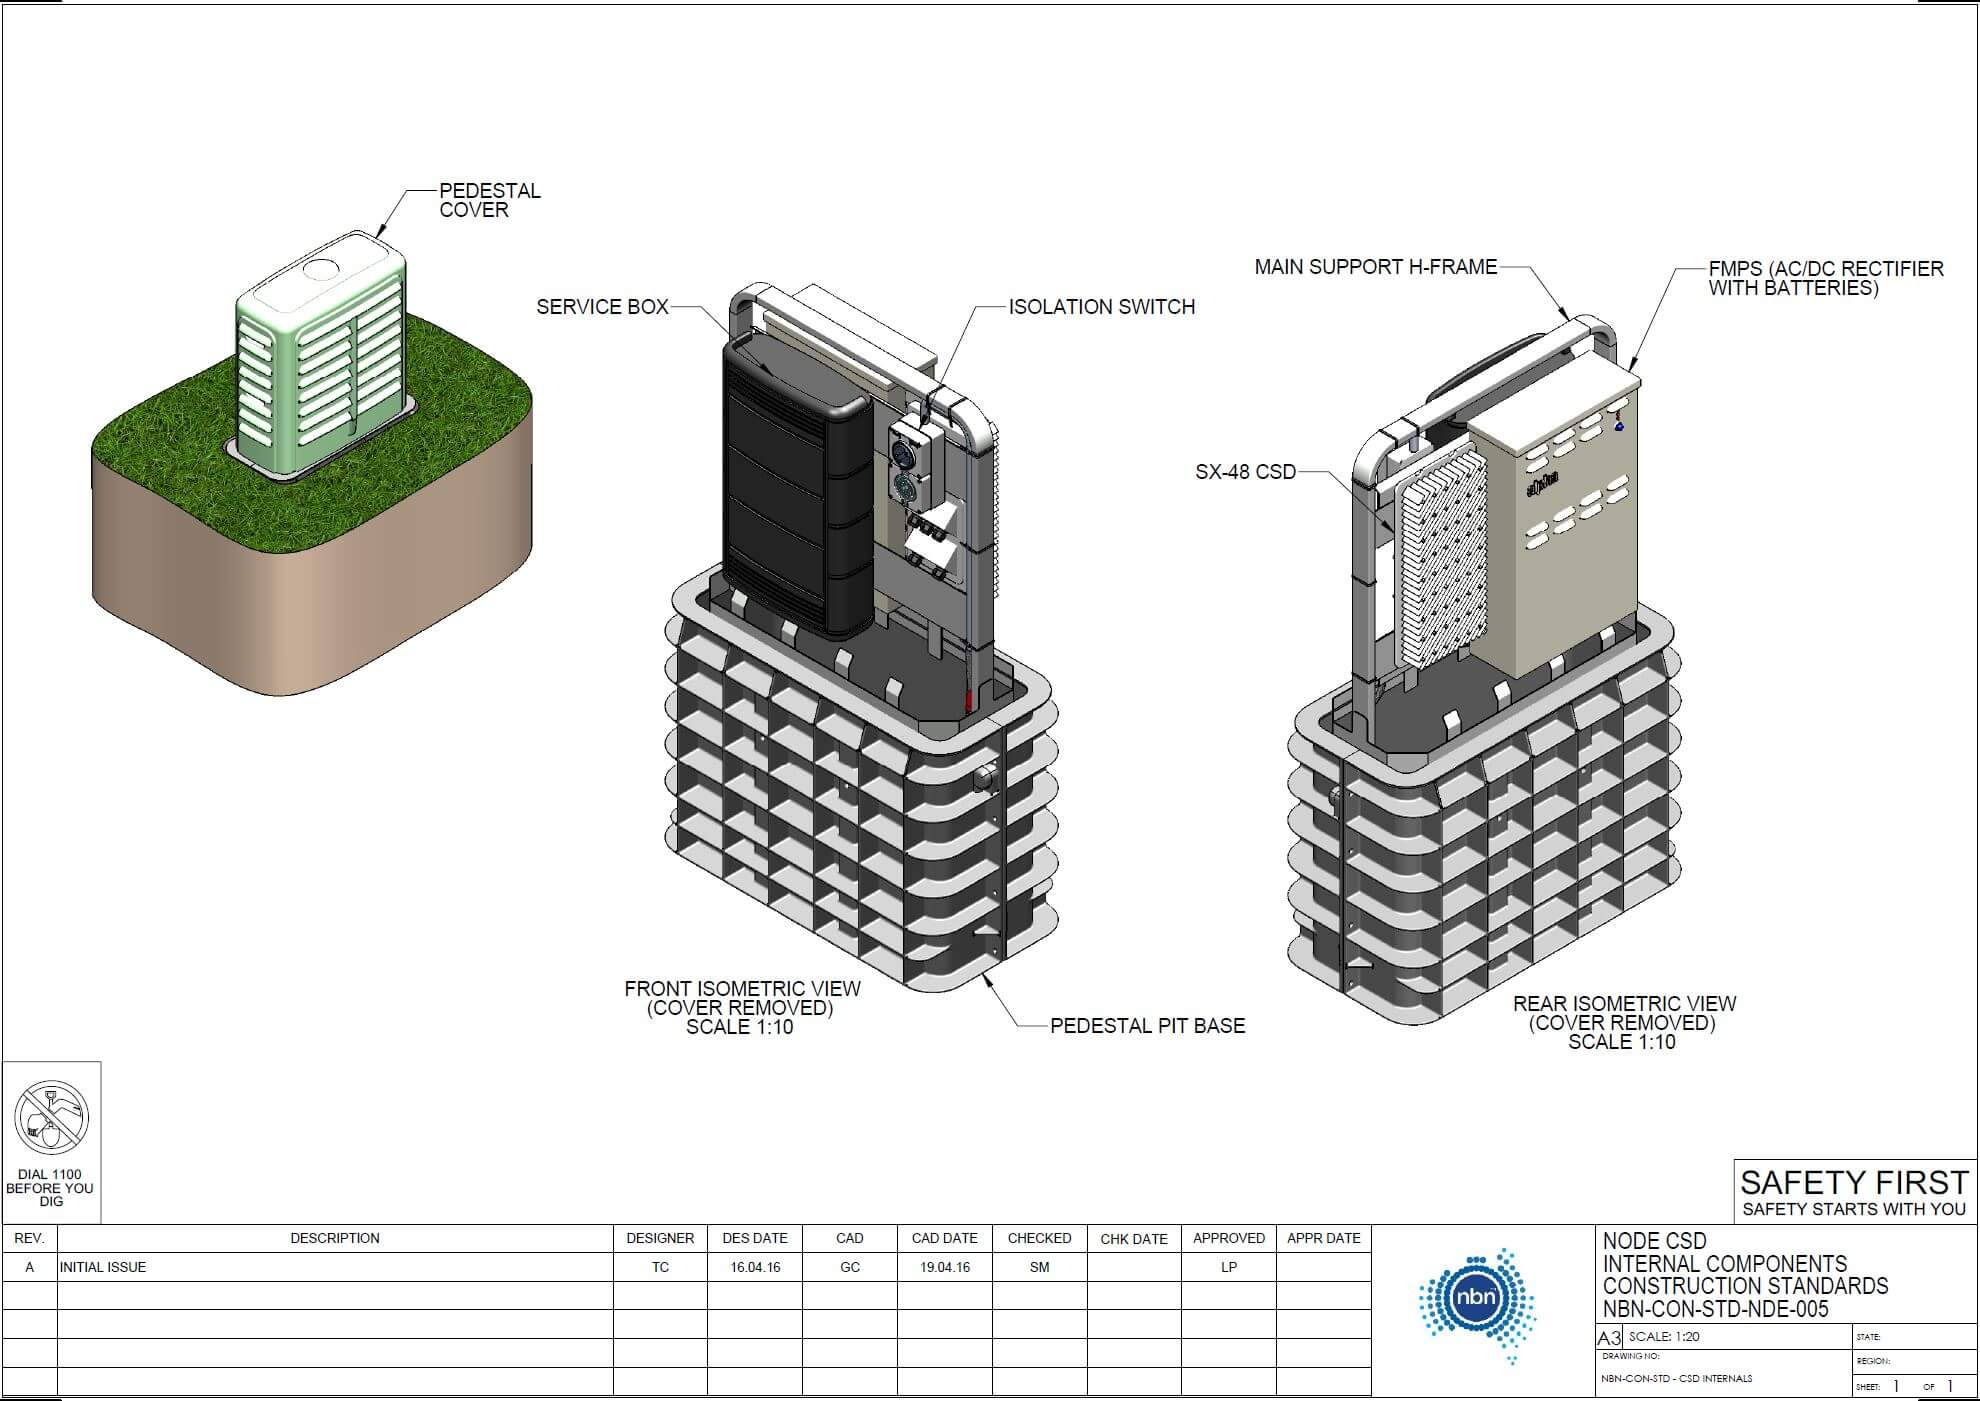 PEDESTAL
COVER
SERVICE BOX
ISOLATION SWITCH
MAIN SUPPORT H-FRAME
FMPS (AC/DC RECTIFIER
WITH BATTERIES)
SX-48 CSD
alpha
FRONT ISOMETRIC VIEW
(COVER REMOVED)
SCALE 1:10
PEDESTAL PIT BASE
REAR ISOMETRIC VIEW
(COVER REMOVED)
SCALE 1:10
DIAL 1100
BEFORE YOU
DIG
SAFETY FIRST
SAFETY STARTS WITH YOU
REV. DESCRIPTION DESIGNER DES DATE CAD CAD DATE CHECKED CHK DATE APPROVED APPR DATE
A INITIAL ISSUE TC 16.04.16 GC 19.04.16 SM LP
nbn
NODE CSD
INTERNAL COMPONENTS
CONSTRUCTION STANDARDS
NBN-CON-STD-NDE-005
A3 SCALE: 1:20
STATE:
DRAWING NO:
NBN-CON-STD - CSD INTERNALS
REGION:
SHEET: 1 OF 1